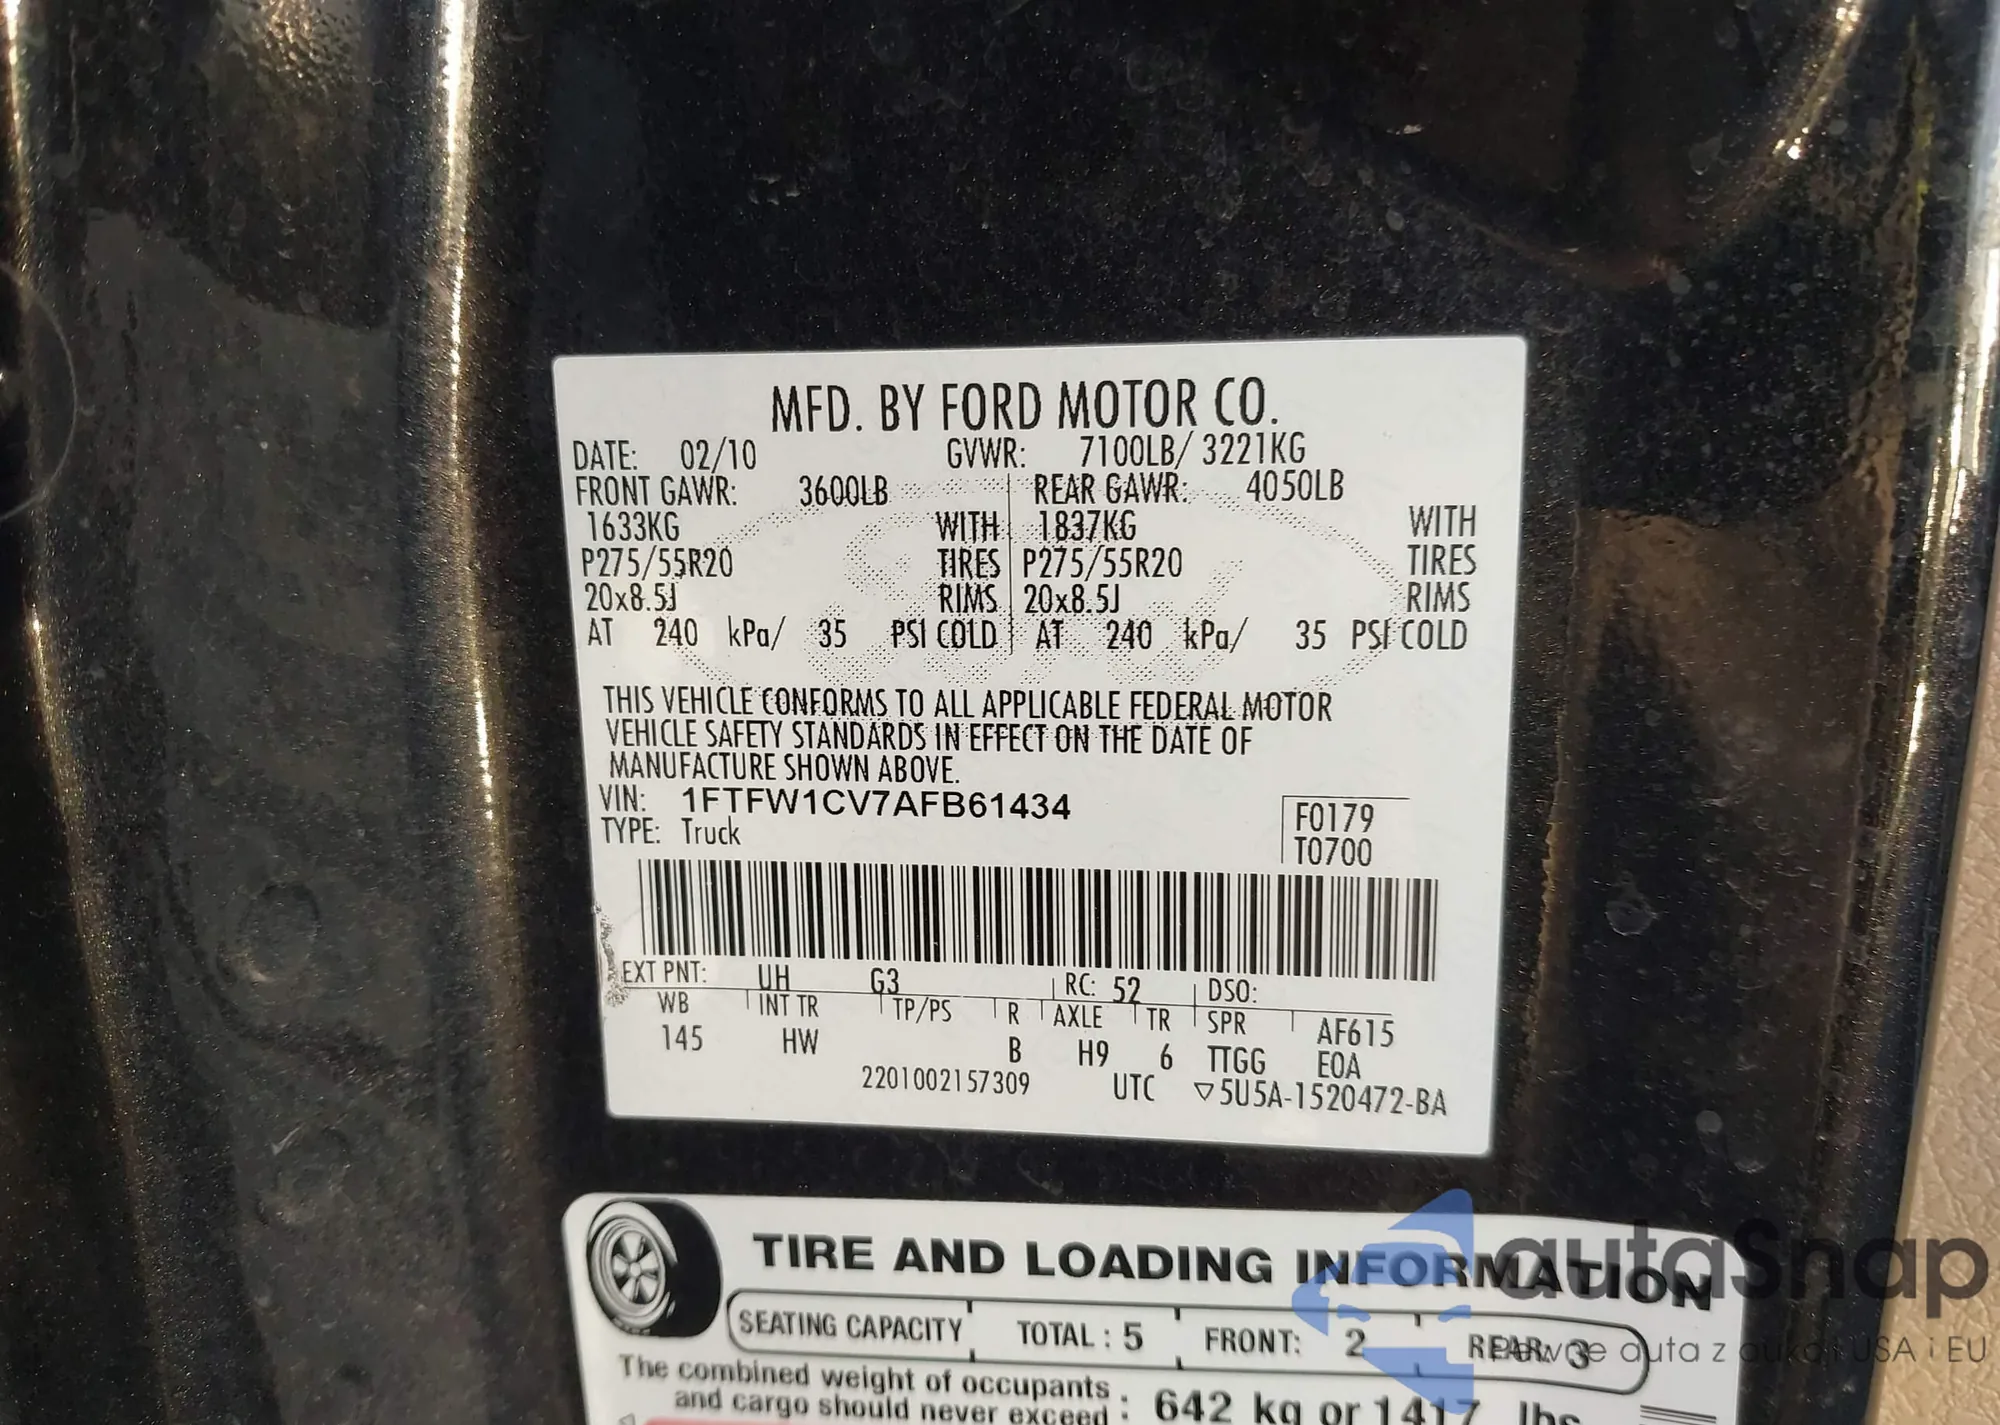 MFD. BY FORD MOTOR CO.
DATE: 02/10 GVWR: 7100LB/ 3221KG
FRONT GAWR: 3600LB REAR GAWR: 4050LB
1633KG WITH 1837KG WITH
P275/55R20 TIRES P275/55R20 TIRES
20x8.5J RIMS 20x8.5J RIMS
AT 240 kPa/ 35 PSI COLD AT 240 kPa/ 35 PSI COLD
THIS VEHICLE CONFORMS TO ALL APPLICABLE FEDERAL MOTOR
VEHICLE SAFETY STANDARDS IN EFFECT ON THE DATE OF
MANUFACTURE SHOWN ABOVE.
VIN: 1FTFW1CV7AFB61434
F0179
TYPE: Truck
T0700
EXT PNT: UH G3 RC: 52 DSO:
WB INT TR TP/PS R AXLE TR SPR AF615
145 HW B H9 6 TTGG E0A
2201002157309 UTC ▽5U5A-1520472-BA
TIRE AND LOADING INFORMATION
SEATING CAPACITY TOTAL : 5 FRONT: 2 REAR: 3
The combined weight of occupants
and cargo should never exceed : 642 kg or 1417 lbs
autaSnap
Pewne auta z aukcji USA i EU